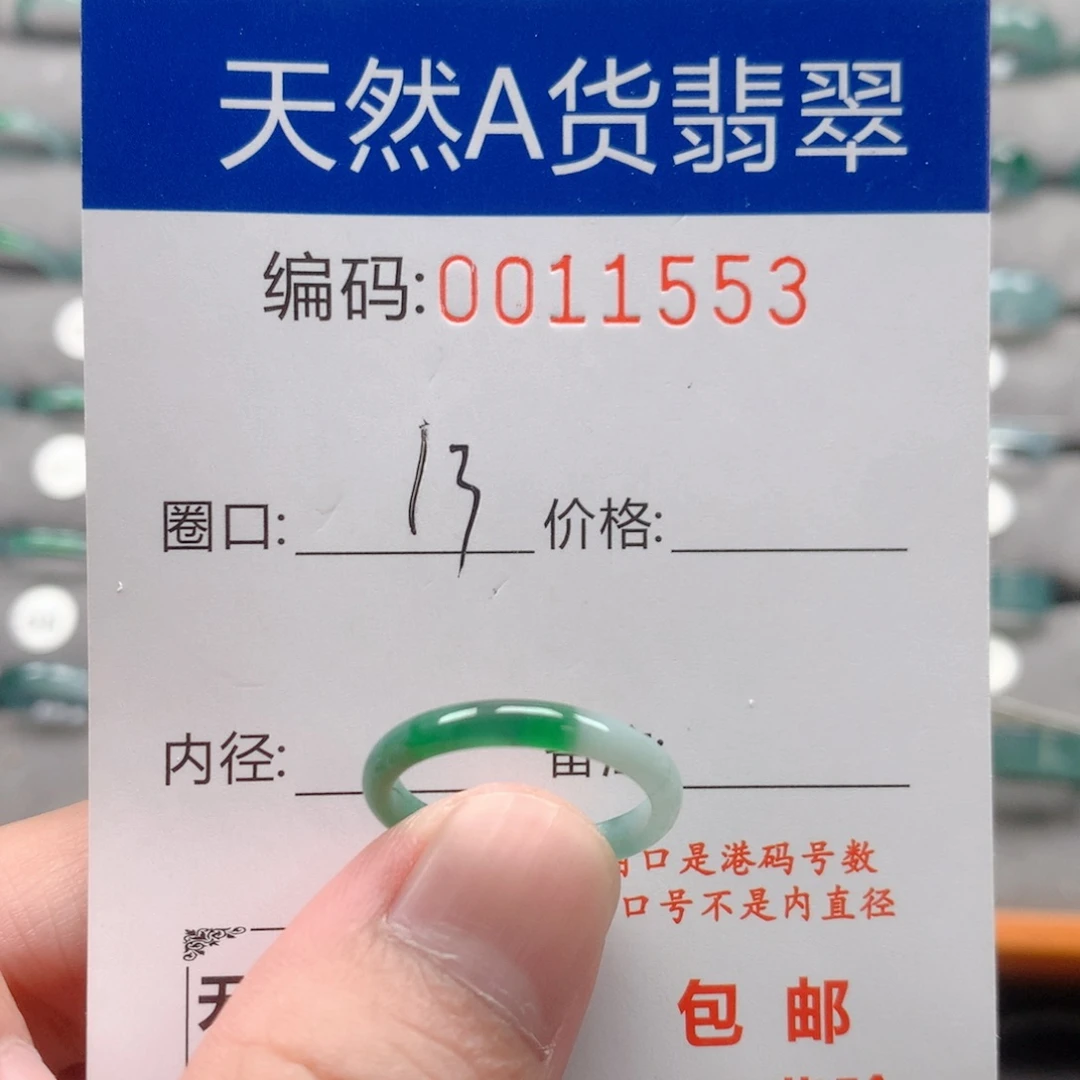 天然A货翡翠
编码:0011553
圈口: 13 价格:
内径:
口是港码号数
口号不是内直径
包邮